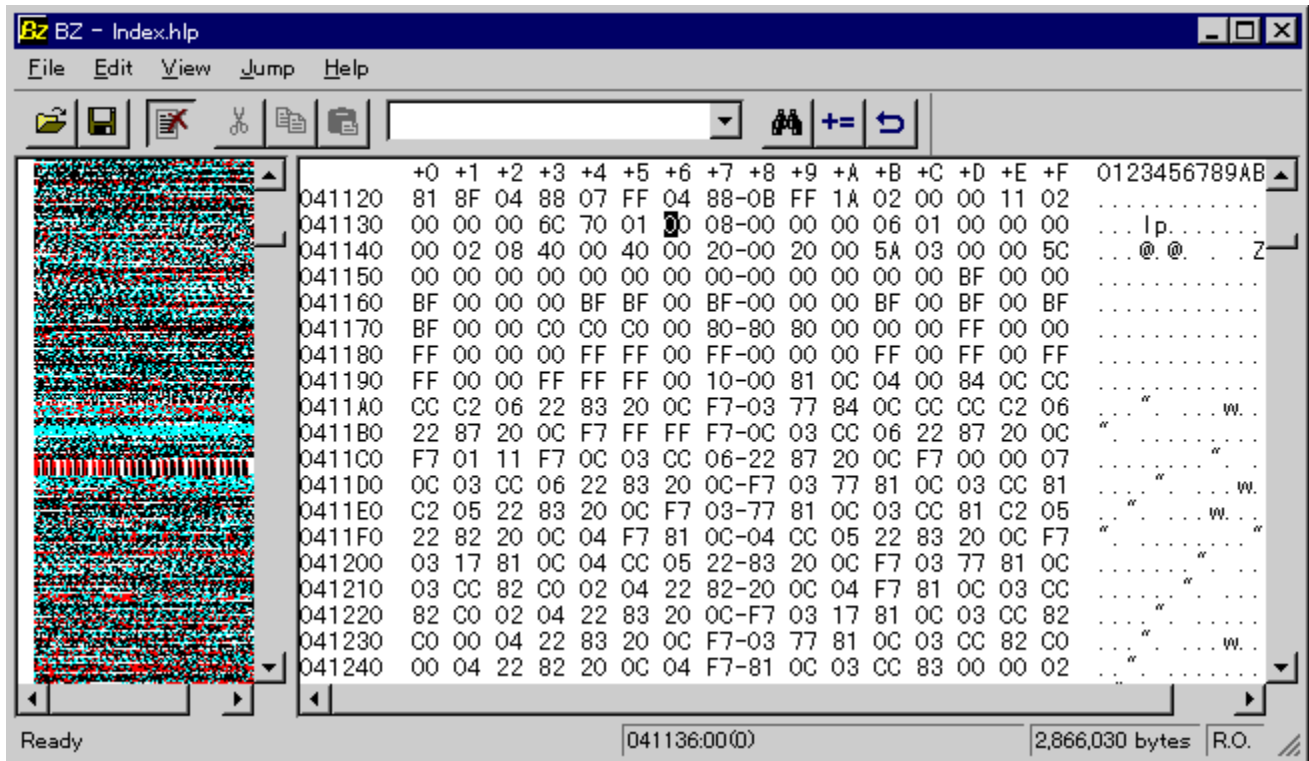 Bz BZ - Index.hlp
File Edit View Jump Help
+=
+0 +1 +2 +3 +4 +5 +6 +7 +8 +9 +A +B +C +D +E +F 0123456789AB
041120 81 8F 04 88 07 FF 04 88-0B FF 1A 02 00 00 11 02 ............
041130 00 00 00 6C 70 01 00 08-00 00 00 06 01 00 00 00 ...lp.......
041140 00 02 08 40 00 40 00 20-00 20 00 5A 03 00 00 5C ...@.@. . .Z
041150 00 00 00 00 00 00 00 00-00 00 00 00 00 BF 00 00 ............
041160 BF 00 00 00 BF BF 00 BF-00 00 00 BF 00 BF 00 BF ............
041170 BF 00 00 C0 C0 C0 00 80-80 80 00 00 00 FF 00 00 ............
041180 FF 00 00 00 FF FF 00 FF-00 00 00 FF 00 FF 00 FF ............
041190 FF 00 00 FF FF FF 00 10-00 81 0C 04 00 84 0C CC ............
0411A0 CC C2 06 22 83 20 0C F7-03 77 84 0C CC CC C2 06 ...". ...w..
0411B0 22 87 20 0C F7 FF FF F7-0C 03 CC 06 22 87 20 0C ". .........
0411C0 F7 01 11 F7 0C 03 CC 06-22 87 20 0C F7 00 00 07 ........". .
0411D0 0C 03 CC 06 22 83 20 0C-F7 03 77 81 0C 03 CC 81 ....". ...w.
0411E0 C2 05 22 83 20 0C F7 03-77 81 0C 03 CC 81 C2 05 ..". ...w...
0411F0 22 82 20 0C 04 F7 81 0C-04 CC 05 22 83 20 0C F7 ". ........"
041200 03 17 81 0C 04 CC 05 22-83 20 0C F7 03 77 81 0C .......". ..
041210 03 CC 82 C0 02 04 22 82-20 0C 04 F7 81 0C 03 CC ......". ...
041220 82 C0 02 04 22 83 20 0C-F7 03 17 81 0C 03 CC 82 ....". .....
041230 C0 00 04 22 83 20 0C F7-03 77 81 0C 03 CC 82 C0 ...". ...w..
041240 00 04 22 82 20 0C 04 F7-81 0C 03 CC 83 00 00 02 ..". .......
Ready 041136:00(0) 2,866,030 bytes R.O.